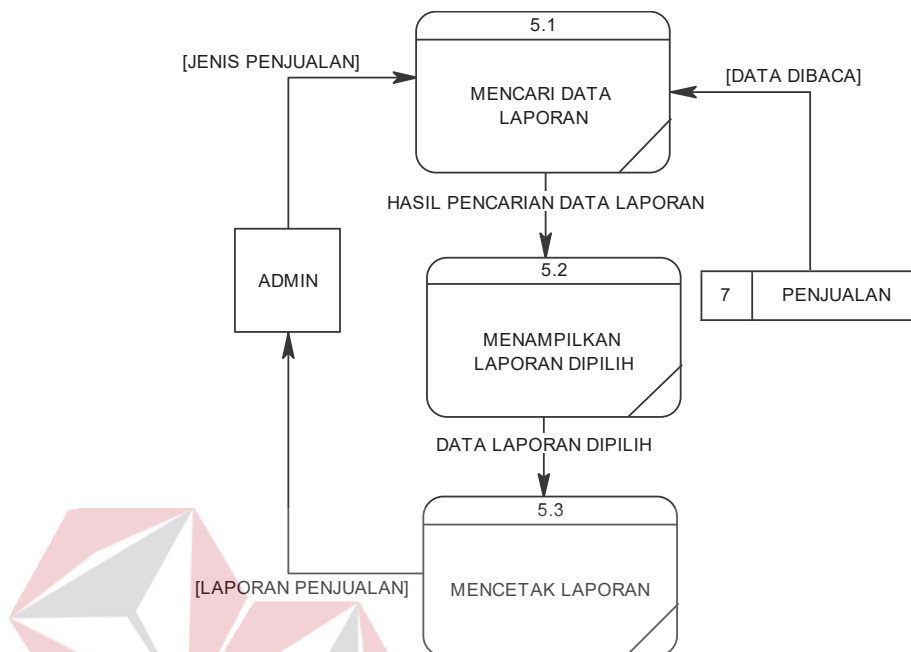 5.1
[JENIS PENJUALAN]
[DATA DIBACA]
MENCARI DATA
LAPORAN
HASIL PENCARIAN DATA LAPORAN
5.2
ADMIN
7 PENJUALAN
MENAMPILKAN
LAPORAN DIPILIH
DATA LAPORAN DIPILIH
5.3
[LAPORAN PENJUALAN]
MENCETAK LAPORAN